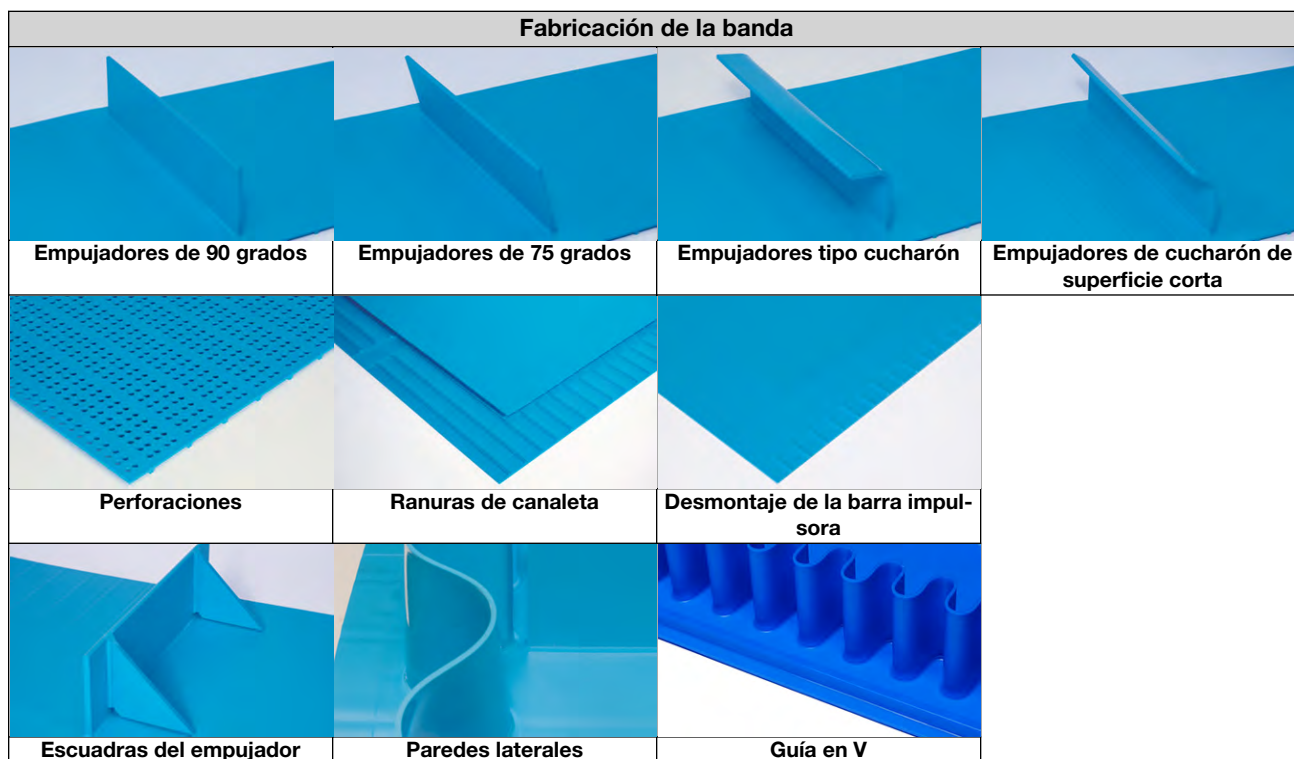 Fabricación de la banda
Empujadores de 90 grados
Empujadores de 75 grados
Empujadores tipo cucharón
Empujadores de cucharón de
superficie corta
Perforaciones
Ranuras de canaleta
Desmontaje de la barra impul-
sora
Escuadras del empujador
Paredes laterales
Guía en V